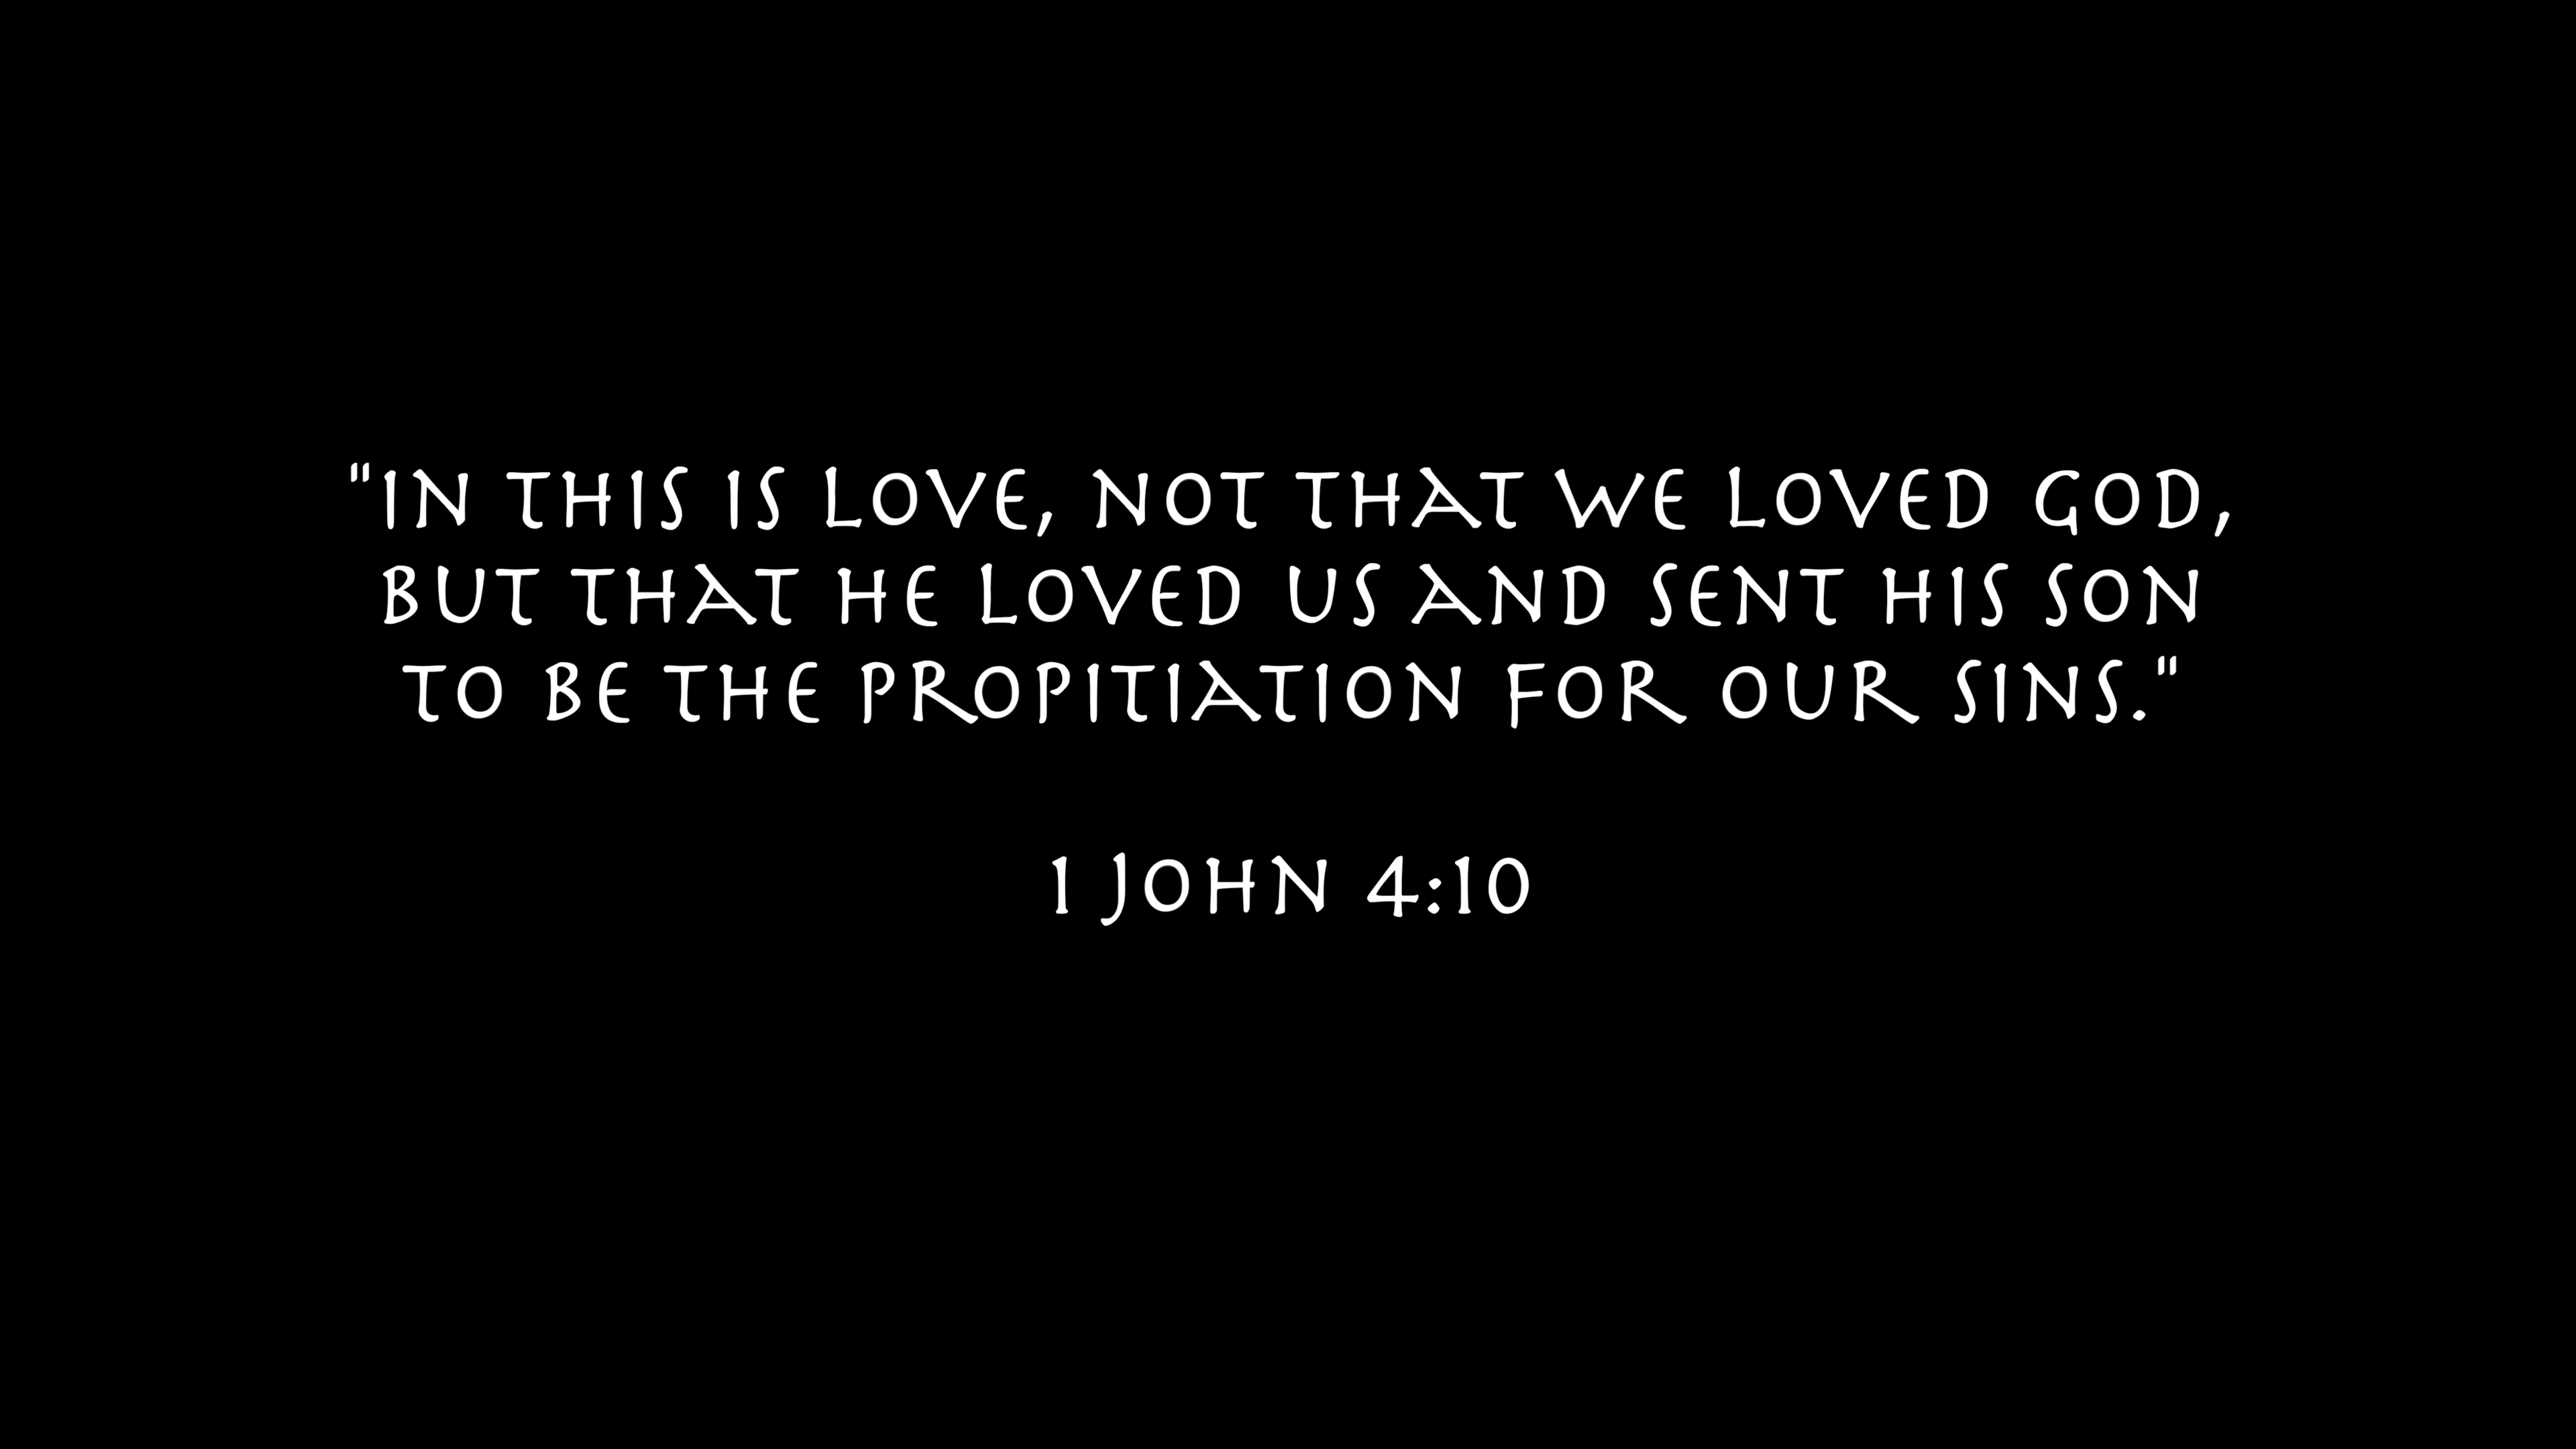 "IN THIS IS LOVE, NOT THAT WE LOVED GOD,
BUT THAT HE LOVED US AND SENT HIS SON
TO BE THE PROPITIATION FOR OUR SINS."
1 JOHN 4:10